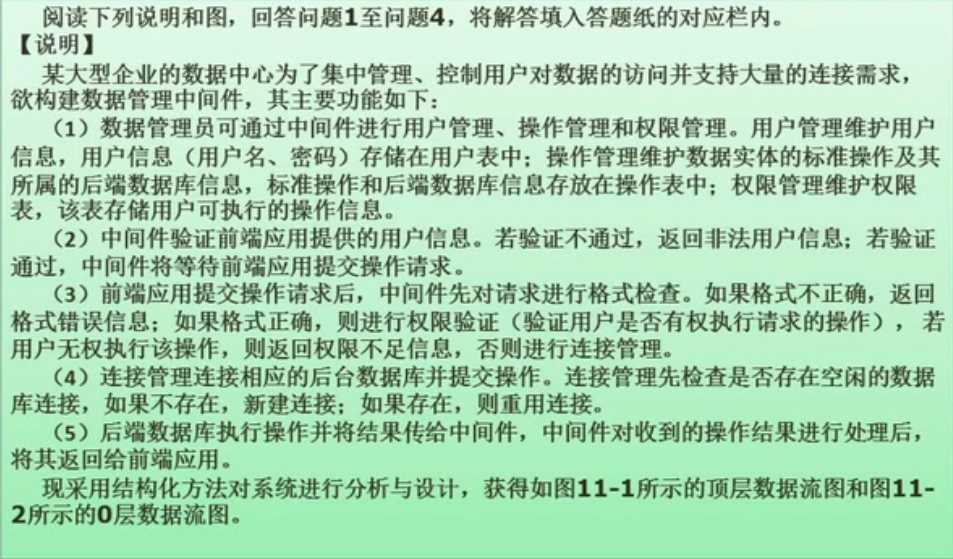 阅读下列说明和图，回答问题1至问题4，将解答填入答题纸的对应栏内。
【说明】
某大型企业的数据中心为了集中管理、控制用户对数据的访问并支持大量的连接需求，
欲构建数据管理中间件，其主要功能如下：
（1）数据管理员可通过中间件进行用户管理、操作管理和权限管理。用户管理维护用户
信息，用户信息（用户名、密码）存储在用户表中；操作管理维护数据实体的标准操作及其
所属的后端数据库信息，标准操作和后端数据库信息存放在操作表中；权限管理维护权限
表，该表存储用户可执行的操作信息。
（2）中间件验证前端应用提供的用户信息。若验证不通过，返回非法用户信息；若验证
通过，中间件将等待前端应用提交操作请求。
（3）前端应用提交操作请求后，中间件先对请求进行格式检查。如果格式不正确，返回
格式错误信息；如果格式正确，则进行权限验证（验证用户是否有权执行请求的操作），若
用户无权执行该操作，则返回权限不足信息，否则进行连接管理。
（4）连接管理连接相应的后台数据库并提交操作。连接管理先检查是否存在空闲的数据
库连接，如果不存在，新建连接；如果存在，则重用连接。
（5）后端数据库执行操作并将结果传给中间件，中间件对收到的操作结果进行处理后，
将其返回给前端应用。
现采用结构化方法对系统进行分析与设计，获得如图11-1所示的顶层数据流图和图11-
2所示的0层数据流图。